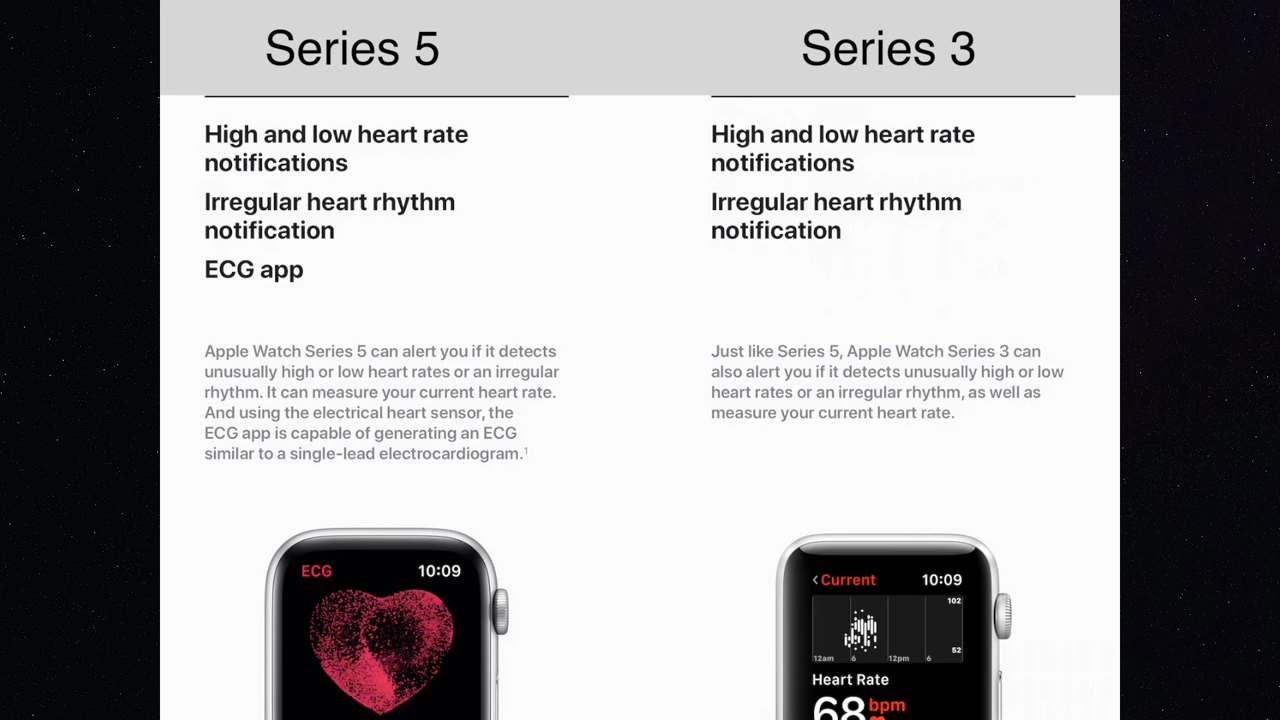 Series 5
Series 3
High and low heart rate
notifications
Irregular heart rhythm
notification
ECG app
High and low heart rate
notifications
Irregular heart rhythm
notification
Apple Watch Series 5 can alert you if it detects
unusually high or low heart rates or an irregular
rhythm. It can measure your current heart rate.
And using the electrical heart sensor, the
ECG app is capable of generating an ECG
similar to a single-lead electrocardiogram.¹
Just like Series 5, Apple Watch Series 3 can
also alert you if it detects unusually high or low
heart rates or an irregular rhythm, as well as
measure your current heart rate.
ECG 10:09
<Current 10:09
102
52
12am 6 12pm 6
Heart Rate
68 bpm